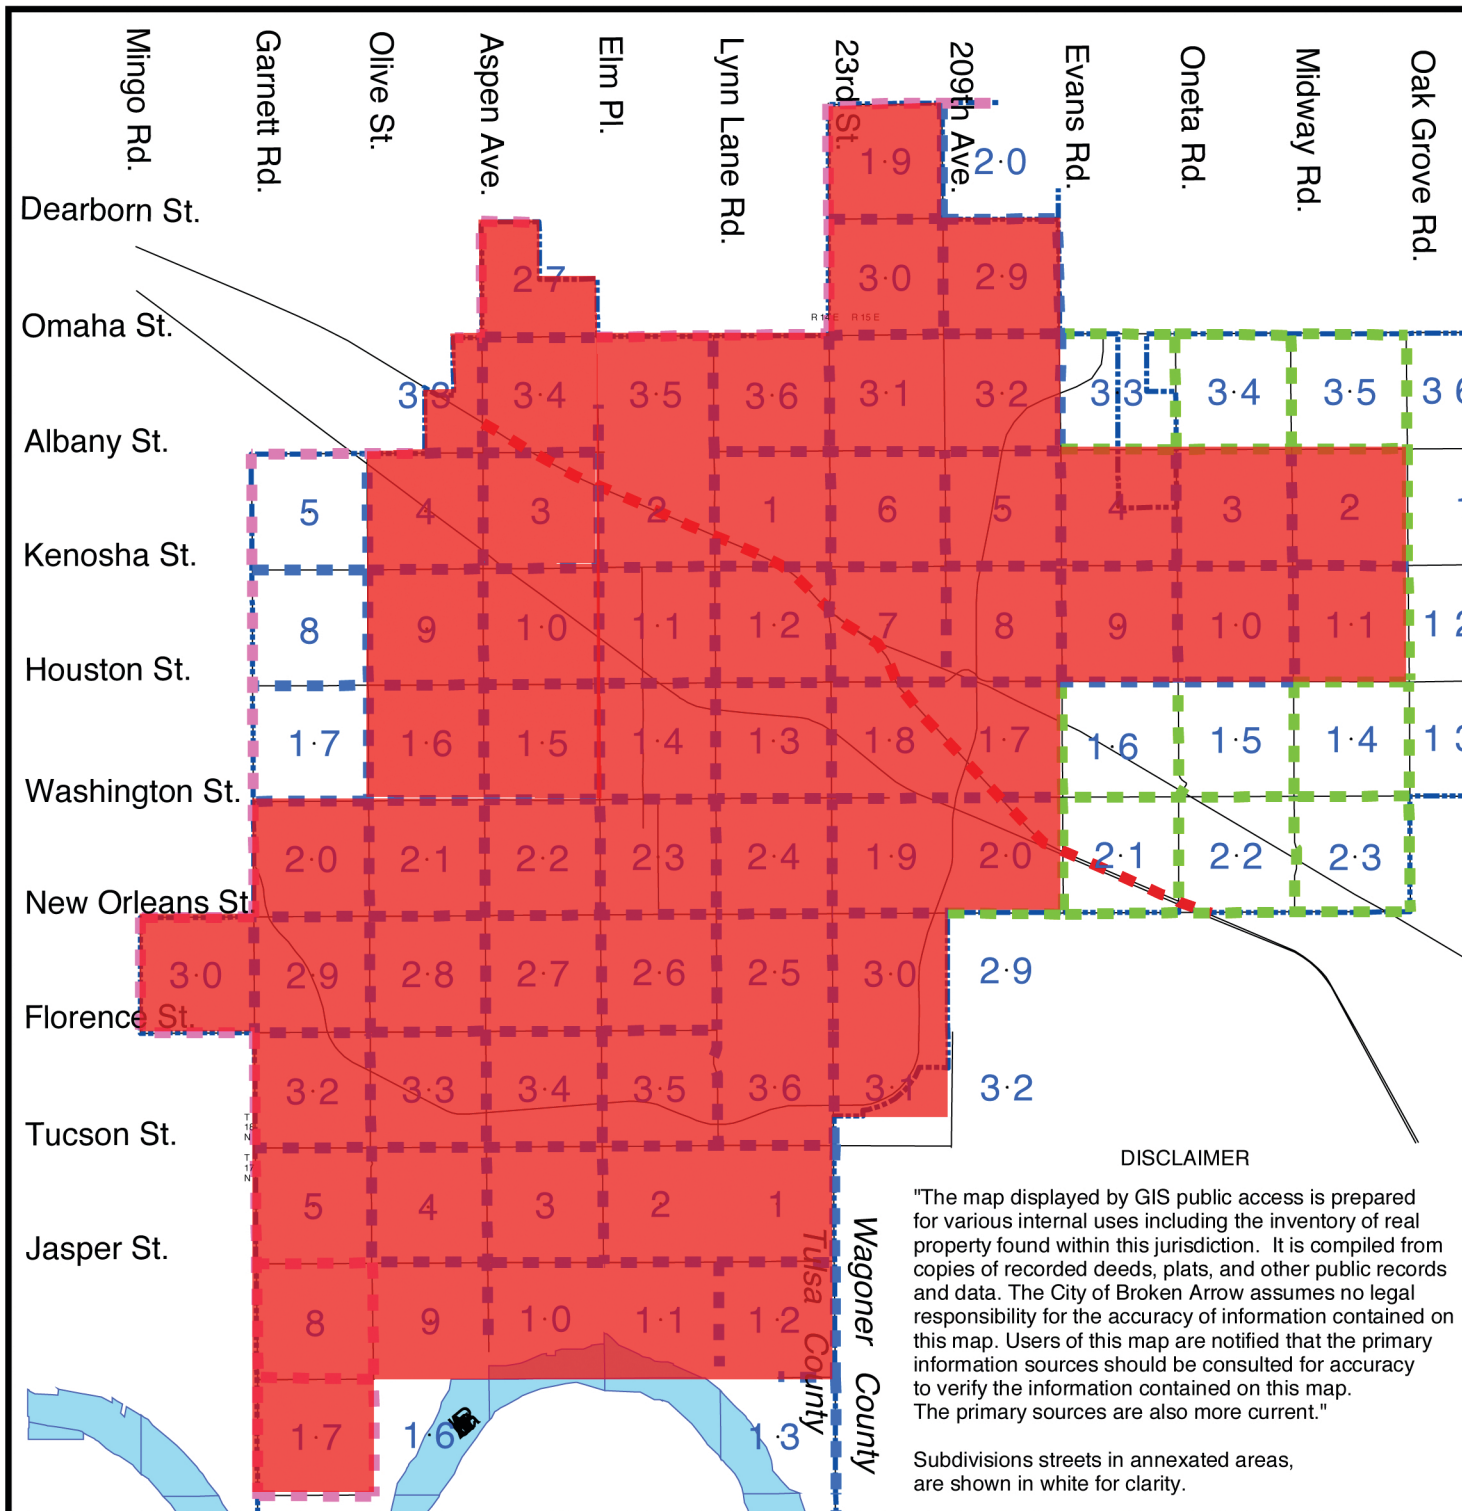 Mingo Rd.
Garnett Rd.
Olive St.
Aspen Ave.
Elm Pl.
Lynn Lane Rd.
23rd St.
209th Ave.
Evans Rd.
Oneta Rd.
Midway Rd.
Oak Grove Rd.
1·9 2·0
Dearborn St.
2·7 3·0 2·9
R 14 E R 15 E
Omaha St.
3·3 3·4 3·5 3·6 3·1 3·2 3·3 3·4 3·5 3 6
Albany St.
5 4 3 2 1 6 5 4 3 2 1
Kenosha St.
8 9 1·0 1·1 1·2 7 8 9 1·0 1·1 1 2
Houston St.
1·7 1·6 1·5 1·4 1·3 1·8 1·7 1·6 1·5 1·4 1 3
Washington St.
2·0 2·1 2·2 2·3 2·4 1·9 2·0 2·1 2·2 2·3
New Orleans St.
3·0 2·9 2·8 2·7 2·6 2·5 3·0 2·9
Florence St.
3·2 3·3 3·4 3·5 3·6 3·1 3·2
T
18
N
Tucson St.
T
17
N
5 4 3 2 1
Jasper St.
8 9 1·0 1·1 1·2
Tulsa County
Wagoner County
1·7 1·6 1·3
DISCLAIMER
"The map displayed by GIS public access is prepared
for various internal uses including the inventory of real
property found within this jurisdiction. It is compiled from
copies of recorded deeds, plats, and other public records
and data. The City of Broken Arrow assumes no legal
responsibility for the accuracy of information contained on
this map. Users of this map are notified that the primary
information sources should be consulted for accuracy
to verify the information contained on this map.
The primary sources are also more current."
Subdivisions streets in annexated areas,
are shown in white for clarity.